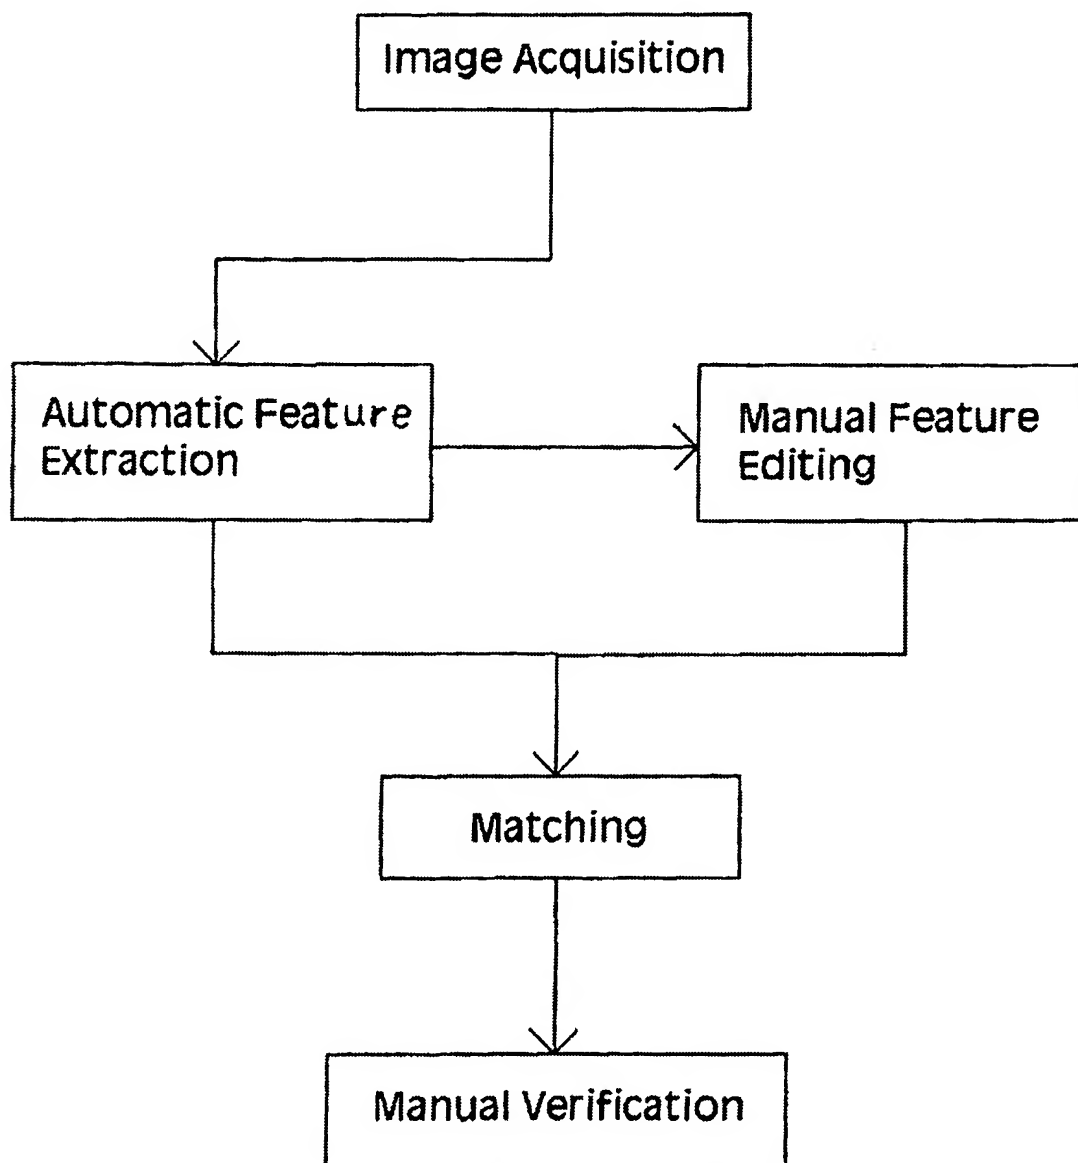 Image Acquisition
Automatic Feature
Extraction
Manual Feature
Editing
Matching
Manual Verification